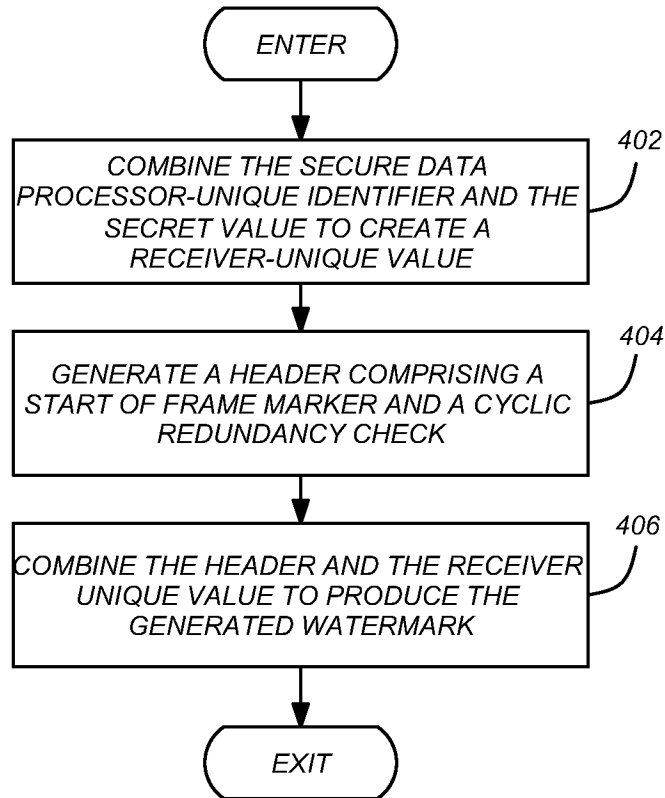 ENTER
402
COMBINE THE SECURE DATA
PROCESSOR-UNIQUE IDENTIFIER AND THE
SECRET VALUE TO CREATE A
RECEIVER-UNIQUE VALUE
404
GENERATE A HEADER COMPRISING A
START OF FRAME MARKER AND A CYCLIC
REDUNDANCY CHECK
406
COMBINE THE HEADER AND THE RECEIVER
UNIQUE VALUE TO PRODUCE THE
GENERATED WATERMARK
EXIT